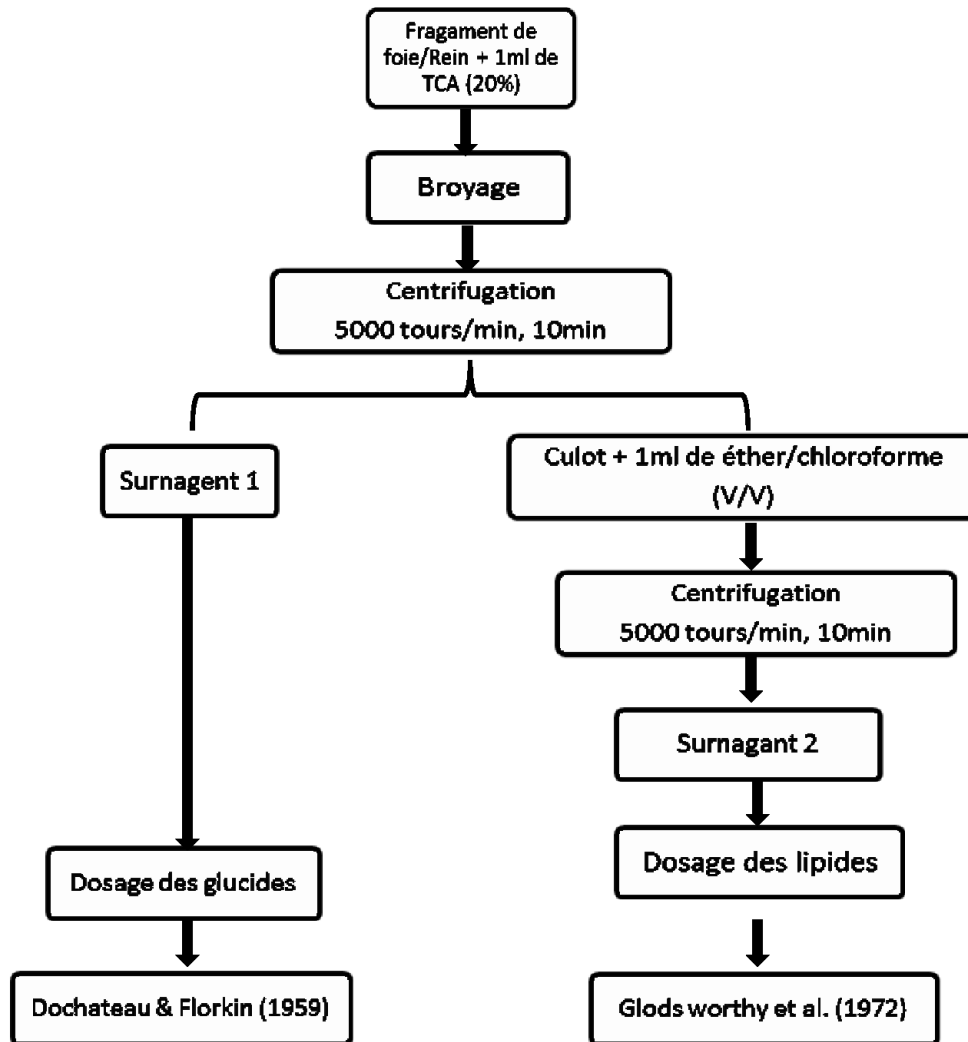 Fragament de
foie/Rein + 1ml de
TCA (20%)
Broyage
Centrifugation
5000 tours/min, 10min
Surnagent 1
Culot + 1ml de éther/chloroforme
(V/V)
Centrifugation
5000 tours/min, 10min
Surnagant 2
Dosage des lipides
Dosage des glucides
Dochateau & Florkin (1959)
Glods worthy et al. (1972)